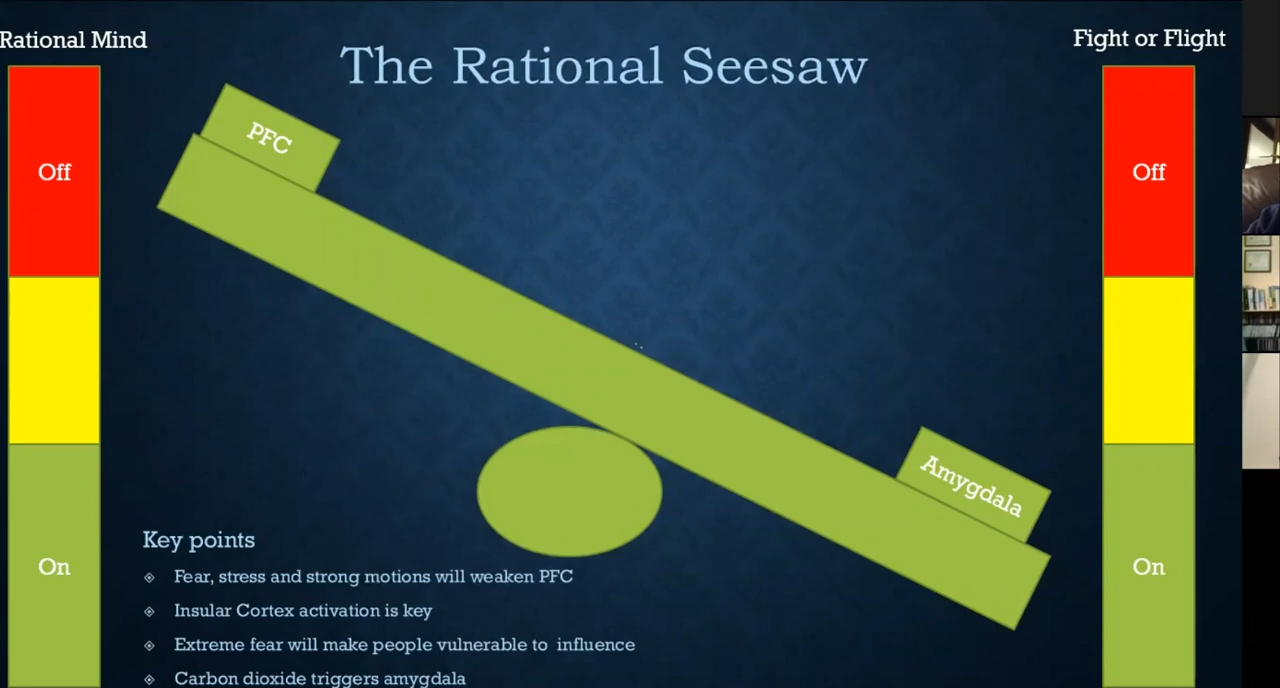 Rational Mind
The Rational Seesaw
Fight or Flight
PFC
Off
Off
Amygdala
On
On
Key points
Fear, stress and strong motions will weaken PFC
Insular Cortex activation is key
Extreme fear will make people vulnerable to influence
Carbon dioxide triggers amygdala